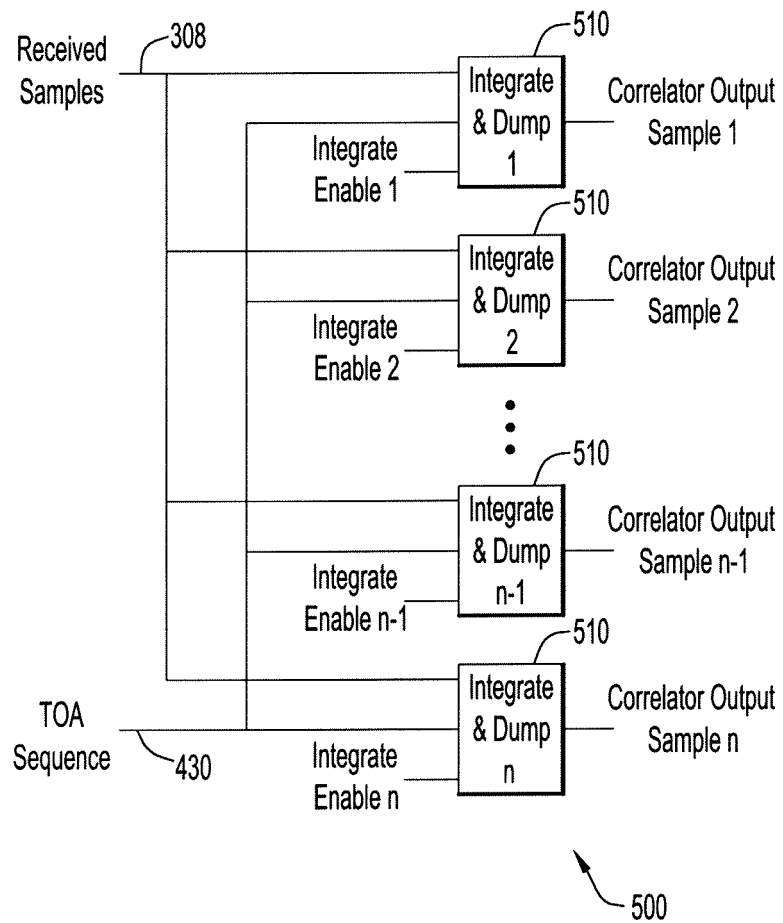 308
510
Received
Samples
Integrate
& Dump
1
Correlator Output
Sample 1
Integrate
Enable 1
510
Integrate
& Dump
2
Correlator Output
Sample 2
Integrate
Enable 2
510
Integrate
& Dump
n-1
Correlator Output
Sample n-1
Integrate
Enable n-1
510
Integrate
& Dump
n
Correlator Output
Sample n
TOA
Sequence
430
Integrate
Enable n
500